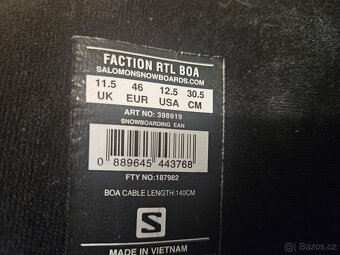 FACTION RTL BOA
SALOMONSNOWBOARDS.COM
11.5 46 12.5 30.5
UK EUR USA CM
ART NO: 398919
SNOWBOARDING EAN
0 889645 443768
FTY NO: 187982
BOA CABLE LENGTH: 140CM
S
MADE IN VIETNAM
Bazos.cz